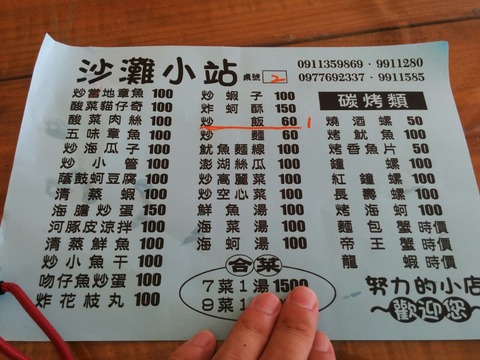 沙灘小站 桌號 2 0911359869‧9911280
0977692337‧9911585
炒當地章魚 100
酸菜貓仔奇 100
酸菜肉絲 100
五味章魚 100
炒海瓜子 100
炒小管 100
蔭鼓蚵豆腐 100
清蒸蝦 100
海膽炒蛋 150
河豚皮涼拌 100
清蒸鮮魚 100
炒小魚干 100
吻仔魚炒蛋 100
炸花枝丸 100
炒蝦子 100
炸蚵酥 150
炒飯 60 1
炒麵 60
魷魚麵線 100
澎湖絲瓜 100
炒高麗菜 100
炒空心菜 100
鮮魚湯 100
海菜湯 100
海蚵湯 100
碳烤類
燒酒螺 50
烤魷魚 100
烤香魚片 50
鐘螺 100
紅螺 100
長壽螺 100
烤海蚵 100
麵包蟹 時價
帝王蟹 時價
龍蝦 時價
合菜
7菜1湯 1500
9菜1
努力的小店
~歡迎您~